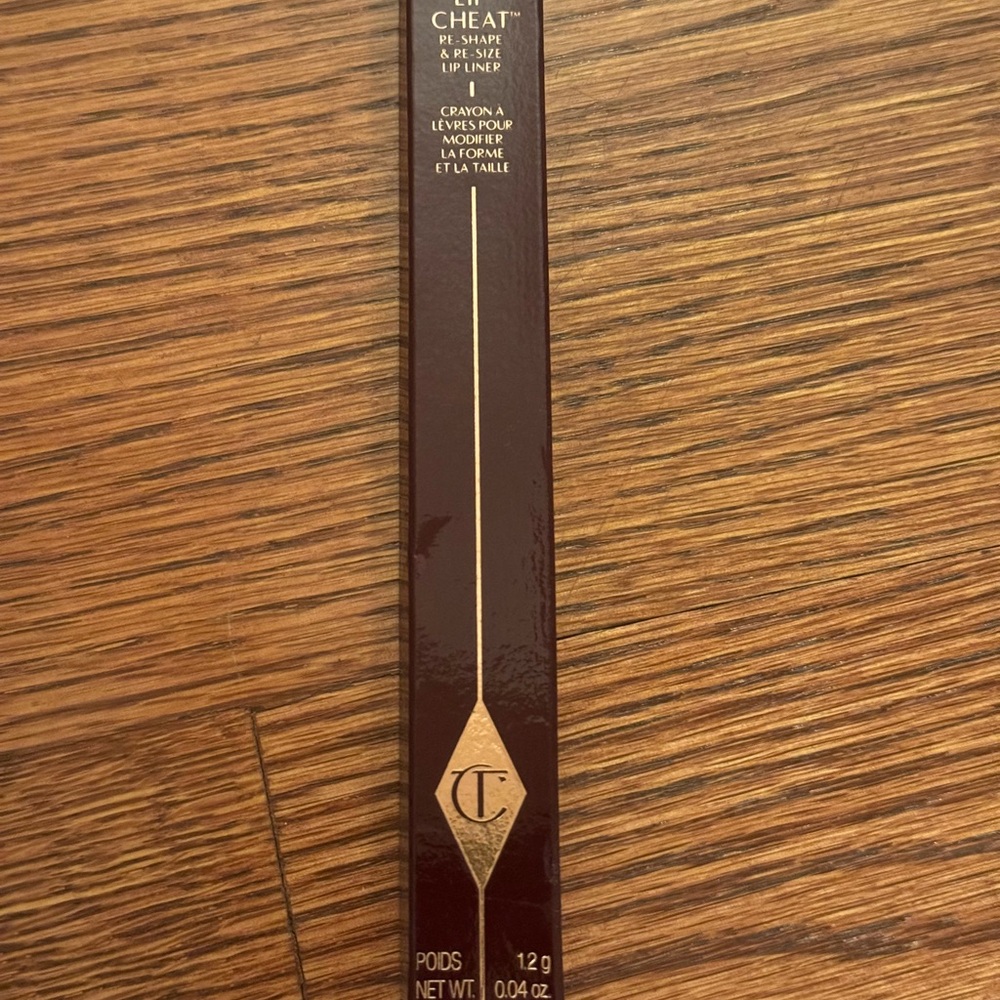 LIP
CHEAT™
RE-SHAPE
& RE-SIZE
LIP LINER
CRAYON À
LÈVRES POUR
MODIFIER
LA FORME
ET LA TAILLE
CT
POIDS 1.2 g
NET WT. 0.04 oz.